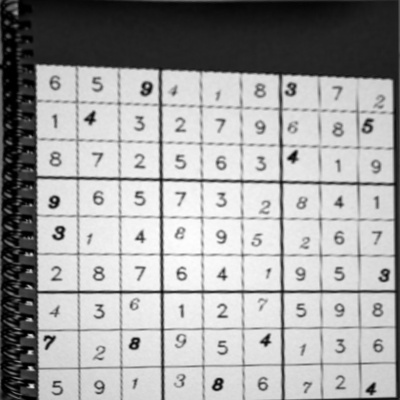 6 5 9 4 1 8 3 7 2
1 4 3 2 7 9 6 8 5
8 7 2 5 6 3 4 1 9
9 6 5 7 3 2 8 4 1
3 1 4 8 9 5 2 6 7
2 8 7 6 4 1 9 5 3
4 3 6 1 2 7 5 9 8
7 2 8 9 5 4 1 3 6
5 9 1 3 8 6 7 2 4